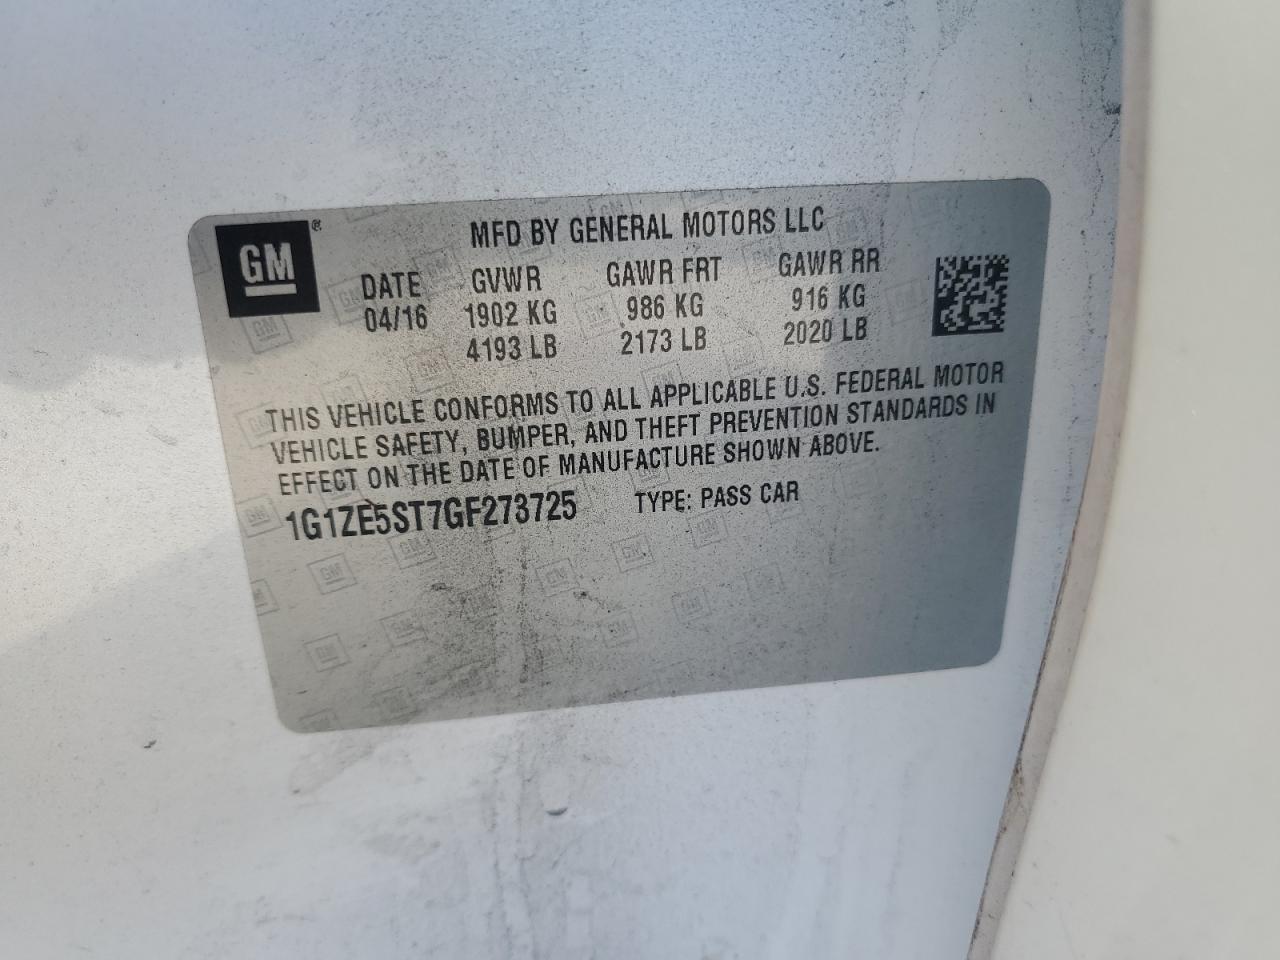 GM®
MFD BY GENERAL MOTORS LLC
DATE GVWR GAWR FRT GAWR RR
04/16 1902 KG 986 KG 916 KG
4193 LB 2173 LB 2020 LB
THIS VEHICLE CONFORMS TO ALL APPLICABLE U.S. FEDERAL MOTOR
VEHICLE SAFETY, BUMPER, AND THEFT PREVENTION STANDARDS IN
EFFECT ON THE DATE OF MANUFACTURE SHOWN ABOVE.
1G1ZE5ST7GF273725 TYPE: PASS CAR